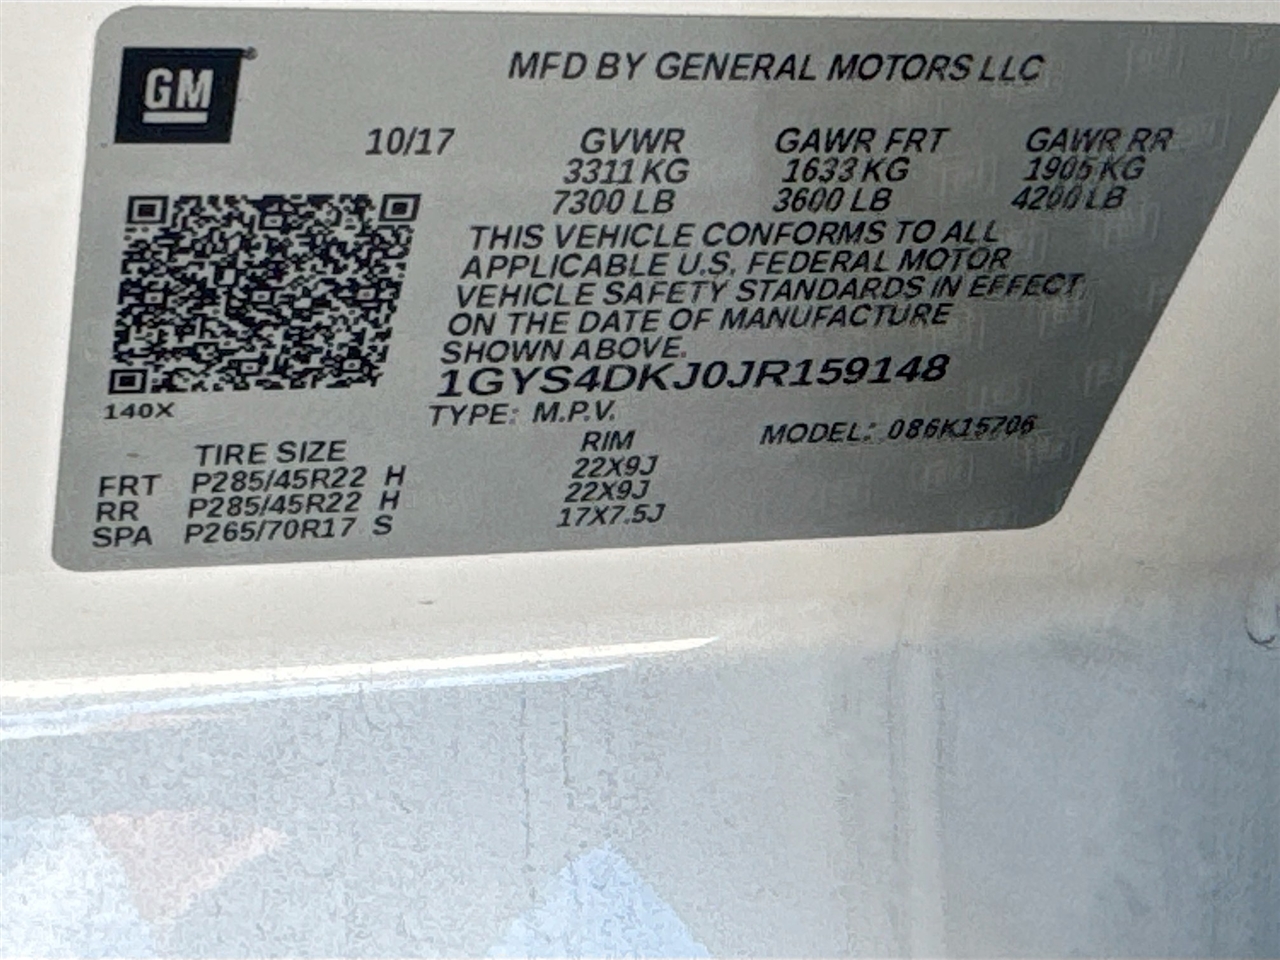 GM
MFD BY GENERAL MOTORS LLC
10/17 GVWR GAWR FRT GAWR RR
3311 KG 1633 KG 1905 KG
7300 LB 3600 LB 4200 LB
THIS VEHICLE CONFORMS TO ALL
APPLICABLE U.S. FEDERAL MOTOR
VEHICLE SAFETY STANDARDS IN EFFECT
ON THE DATE OF MANUFACTURE
SHOWN ABOVE.
1GYS4DKJ0JR159148
140X
TYPE: M.P.V. MODEL: 086K15706
TIRE SIZE RIM
FRT P285/45R22 H 22X9J
RR P285/45R22 H 22X9J
SPA P265/70R17 S 17X7.5J